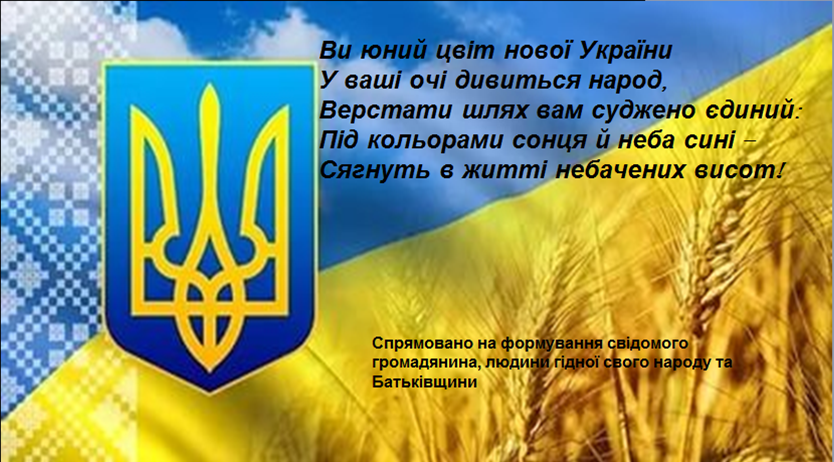 Ви юний цвіт нової України
У ваші очі дивиться народ,
Верстати шлях вам суджено єдиний:
Під кольорами сонця й неба сині –
Сягнуть в житті небачених висот!
Спрямовано на формування свідомого
громадянина, людини гідної свого народу та
Батьківщини